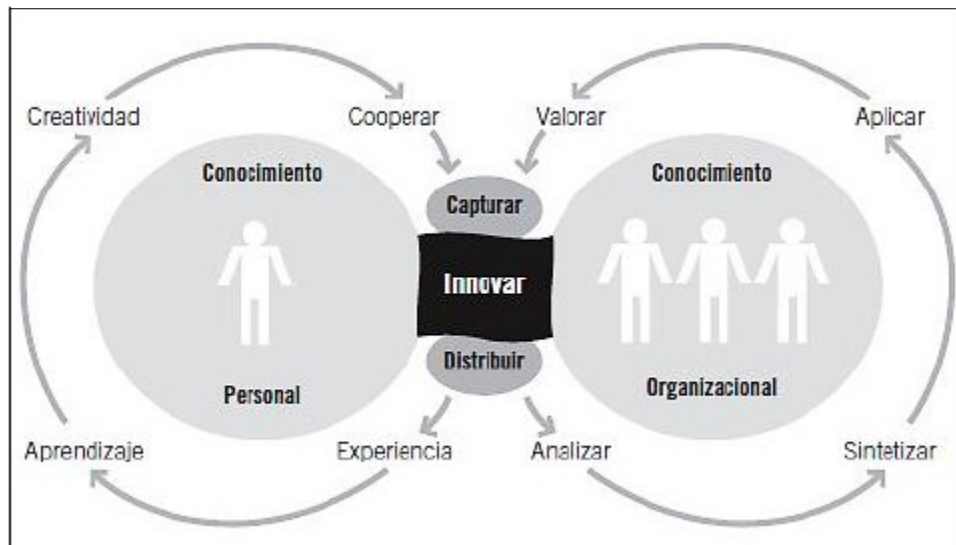 Creatividad
Cooperar
Valorar
Aplicar
Conocimiento
Conocimiento
Capturar
Innovar
Distribuir
Personal
Organizacional
Aprendizaje
Experiencia
Analizar
Sintetizar